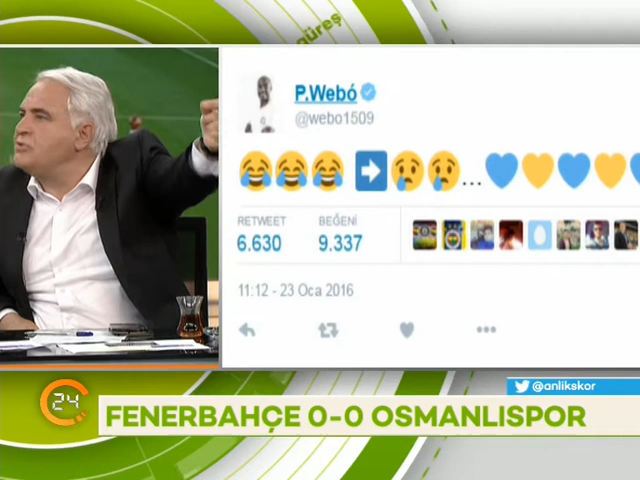 güreş
P.Webó
@webo1509
...
RETWEET
BEĞENİ
6.630
9.337
11:12 - 23 Oca 2016
@anlikskor
24
FENERBAHÇE 0-0 OSMANLISPOR